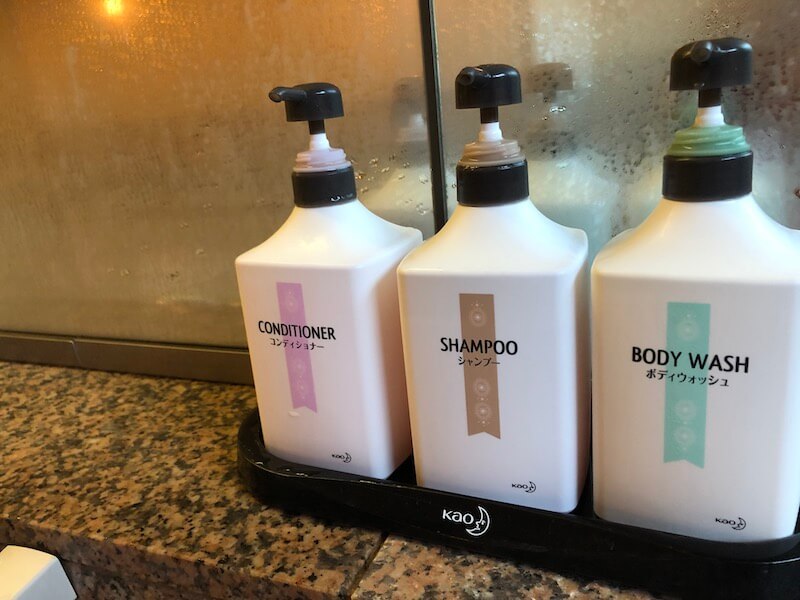 CONDITIONER
コンディショナー
Kao
SHAMPOO
シャンプー
Kao
BODY WASH
ボディウォッシュ
Kao
Kao